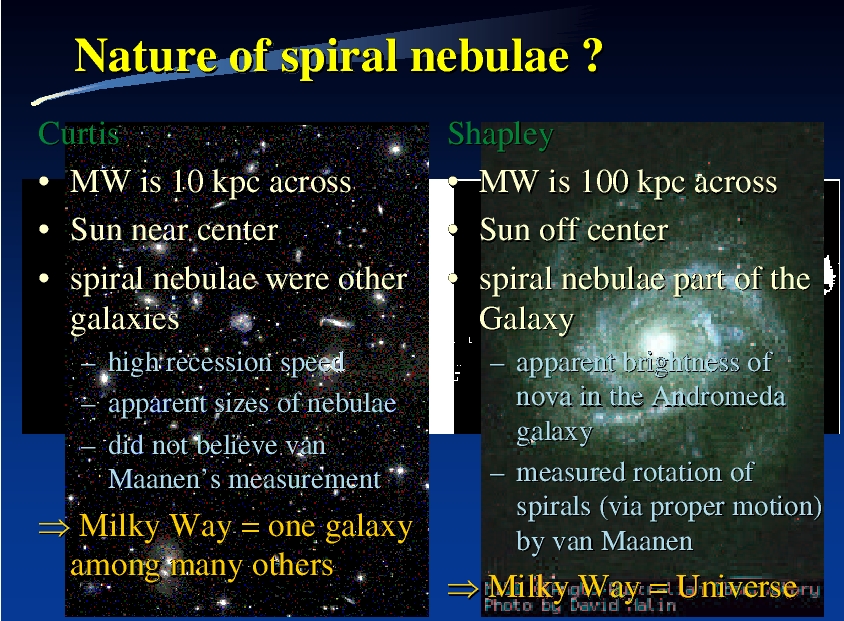 Nature of spiral nebulae ?
Curtis
• MW is 10 kpc across
• Sun near center
• spiral nebulae were other
galaxies
– high recession speed
– apparent sizes of nebulae
– did not believe van
Maanen’s measurement
⇒ Milky Way = one galaxy
among many others
Shapley
• MW is 100 kpc across
• Sun off center
• spiral nebulae part of the
Galaxy
– apparent brightness of
nova in the Andromeda
galaxy
– measured rotation of
spirals (via proper motion)
by van Maanen
⇒ Milky Way = Universe
Photo by David Malin